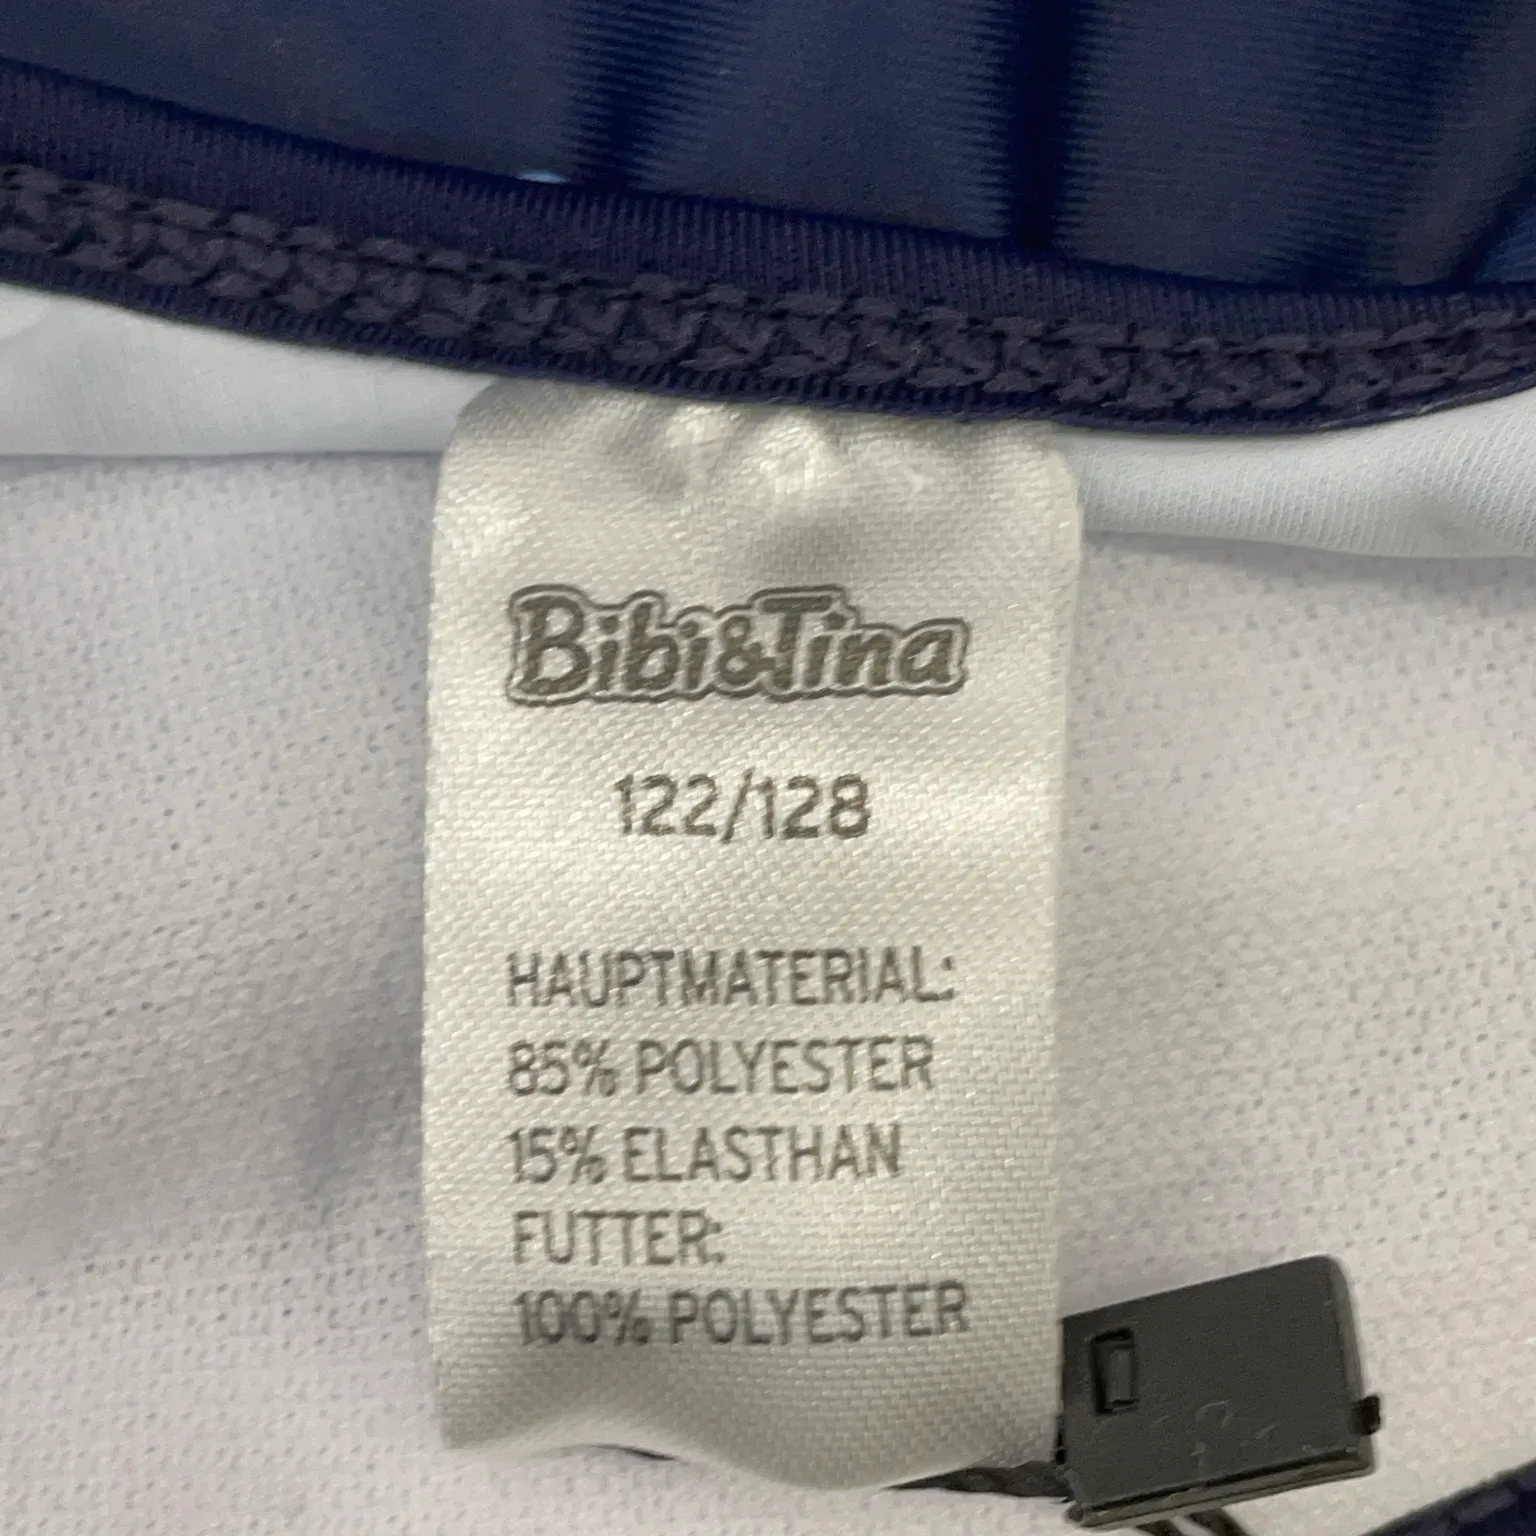 Bibi&Tina
122/128
HAUPTMATERIAL:
85% POLYESTER
15% ELASTHAN
FUTTER:
100% POLYESTER